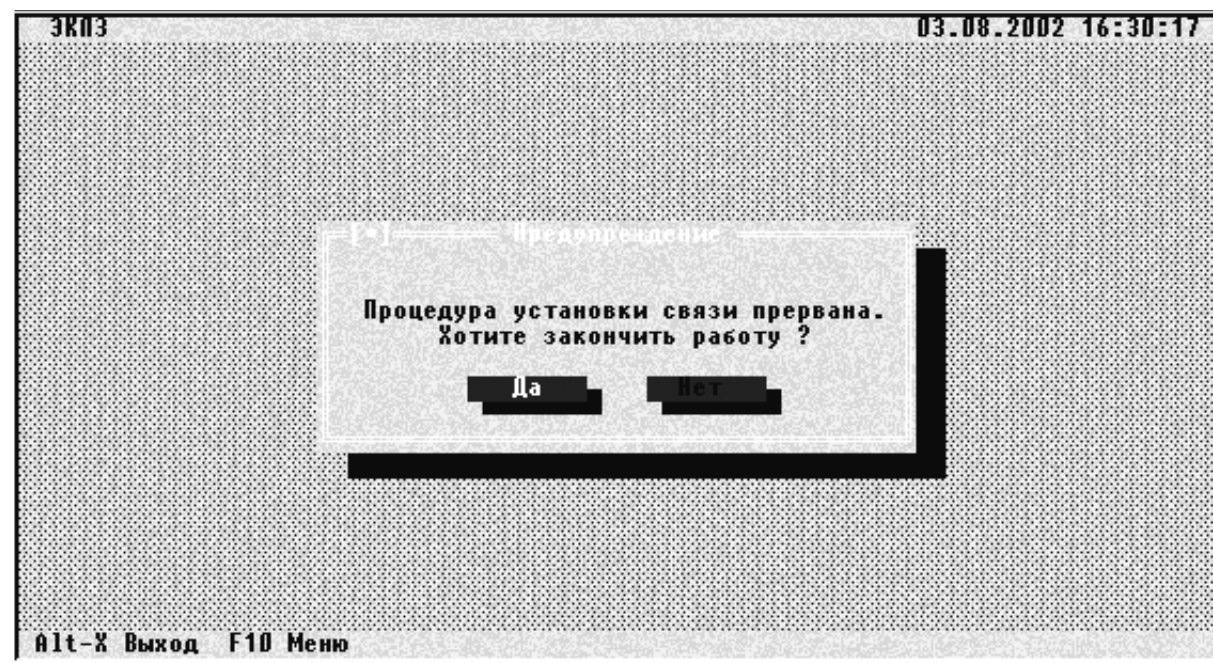 ЭКПЗ 03.08.2002 16:30:17
[•] Предупреждение
Процедура установки связи прервана.
Хотите закончить работу ?
Да Нет
Alt-X Выход F10 Меню